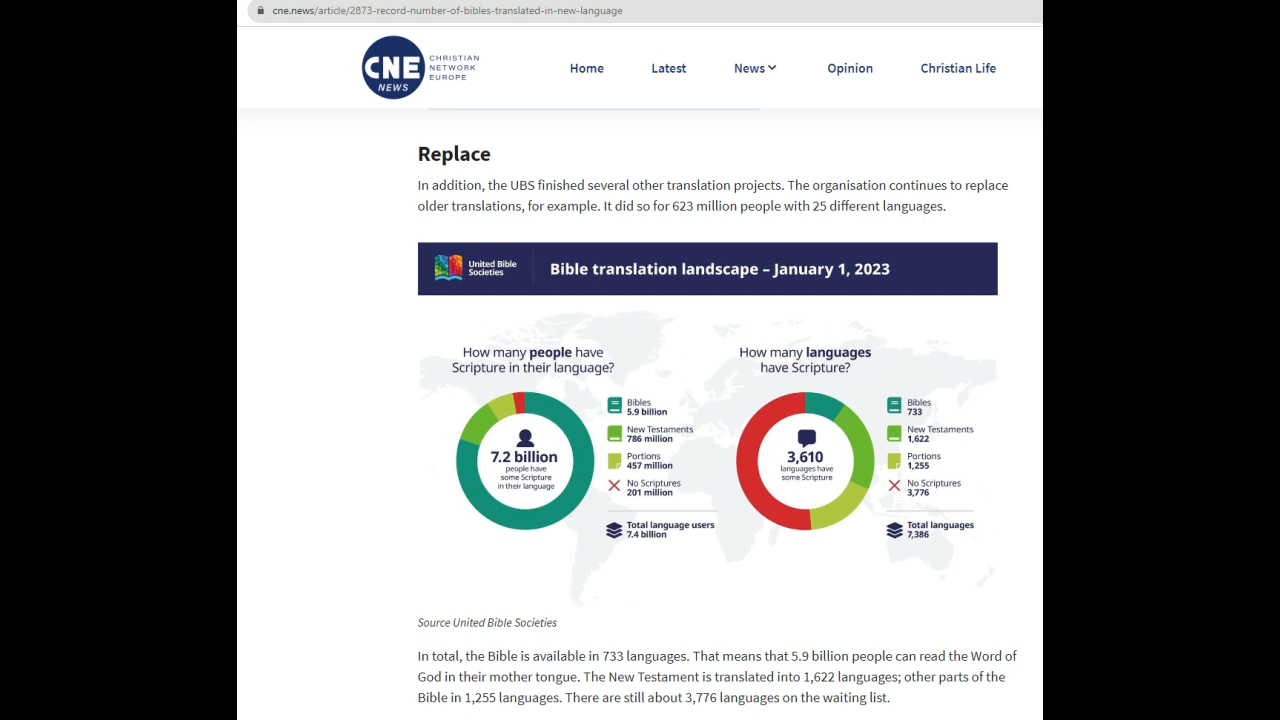 cne.news/article/2873-record-number-of-bibles-translated-in-new-language
CNE
NEWS
CHRISTIAN
NETWORK
EUROPE
Home
Latest
News
Opinion
Christian Life
Replace
In addition, the UBS finished several other translation projects. The organisation continues to replace
older translations, for example. It did so for 623 million people with 25 different languages.
United Bible
Societies
Bible translation landscape – January 1, 2023
How many people have
Scripture in their language?
7.2 billion
people have
some Scripture
in their language
Bibles
5.9 billion
New Testaments
786 million
Portions
457 million
No Scriptures
201 million
Total language users
7.4 billion
How many languages
have Scripture?
3,610
languages have
some Scripture
Bibles
733
New Testaments
1,622
Portions
1,255
No Scriptures
3,776
Total languages
7,386
Source United Bible Societies
In total, the Bible is available in 733 languages. That means that 5.9 billion people can read the Word of
God in their mother tongue. The New Testament is translated into 1,622 languages; other parts of the
Bible in 1,255 languages. There are still about 3,776 languages on the waiting list.